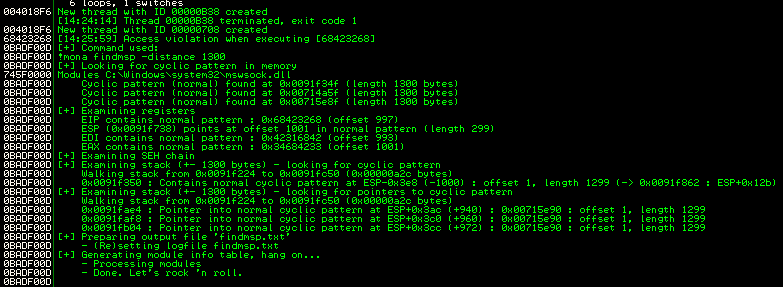 6 loops, 1 switches
004018F6 New thread with ID 00000B38 created
[14:24:14] Thread 00000B38 terminated, exit code 1
004018F6 New thread with ID 00000708 created
68423268 [14:25:59] Access violation when executing [68423268]
0BADF00D [+] Command used:
0BADF00D !mona findmsp -distance 1300
0BADF00D [+] Looking for cyclic pattern in memory
745F0000 Modules C:\Windows\system32\mswsock.dll
0BADF00D Cyclic pattern (normal) found at 0x0091f34f (length 1300 bytes)
0BADF00D Cyclic pattern (normal) found at 0x00714a5f (length 1300 bytes)
0BADF00D Cyclic pattern (normal) found at 0x00715e8f (length 1300 bytes)
0BADF00D [+] Examining registers
0BADF00D EIP contains normal pattern : 0x68423268 (offset 997)
0BADF00D ESP (0x0091f738) points at offset 1001 in normal pattern (length 299)
0BADF00D EDI contains normal pattern : 0x42316842 (offset 993)
0BADF00D EAX contains normal pattern : 0x34684233 (offset 1001)
0BADF00D [+] Examining SEH chain
0BADF00D [+] Examining stack (+- 1300 bytes) - looking for cyclic pattern
0BADF00D Walking stack from 0x0091f224 to 0x0091fc50 (0x00000a2c bytes)
0BADF00D 0x0091f350 : Contains normal cyclic pattern at ESP-0x3e8 (-1000) : offset 1, length 1299 (-> 0x0091f862 : ESP+0x12b)
0BADF00D [+] Examining stack (+- 1300 bytes) - looking for pointers to cyclic pattern
0BADF00D Walking stack from 0x0091f224 to 0x0091fc50 (0x00000a2c bytes)
0BADF00D 0x0091fae4 : Pointer into normal cyclic pattern at ESP+0x3ac (+940) : 0x00715e90 : offset 1, length 1299
0BADF00D 0x0091faf8 : Pointer into normal cyclic pattern at ESP+0x3c0 (+960) : 0x00715e90 : offset 1, length 1299
0BADF00D 0x0091fb04 : Pointer into normal cyclic pattern at ESP+0x3cc (+972) : 0x00715e90 : offset 1, length 1299
0BADF00D [+] Preparing output file 'findmsp.txt'
0BADF00D - (Re)setting logfile findmsp.txt
0BADF00D [+] Generating module info table, hang on...
0BADF00D - Processing modules
0BADF00D - Done. Let's rock 'n roll.
0BADF00D